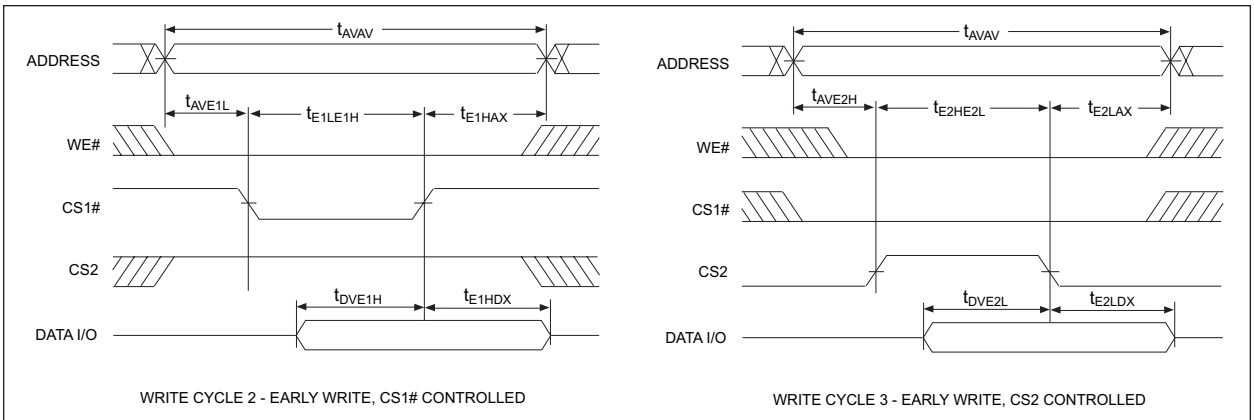 tAVAV
ADDRESS
tAVE1L
tE1LE1H
tE1HAX
WE#
CS1#
CS2
tDVE1H
tE1HDX
DATA I/O
WRITE CYCLE 2 - EARLY WRITE, CS1# CONTROLLED
tAVAV
ADDRESS
tAVE2H
tE2HE2L
tE2LAX
WE#
CS1#
CS2
tDVE2L
tE2LDX
DATA I/O
WRITE CYCLE 3 - EARLY WRITE, CS2 CONTROLLED